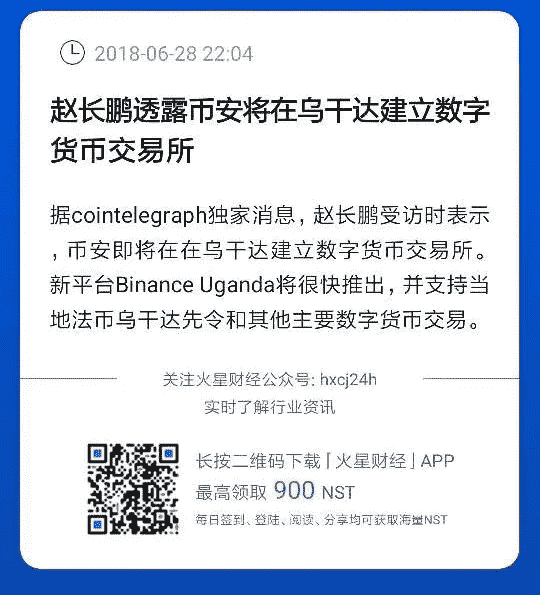 2018-06-28 22:04
赵长鹏透露币安将在乌干达建立数字
货币交易所
据cointelegraph独家消息，赵长鹏受访时表示
，币安即将在在乌干达建立数字货币交易所。
新平台Binance Uganda将很快推出，并支持当
地法币乌干达先令和其他主要数字货币交易。
关注火星财经公众号: hxcj24h
实时了解行业资讯
长按二维码下载「火星财经」APP
最高领取 900 NST
每日签到、登陆、阅读、分享均可获取海量NST